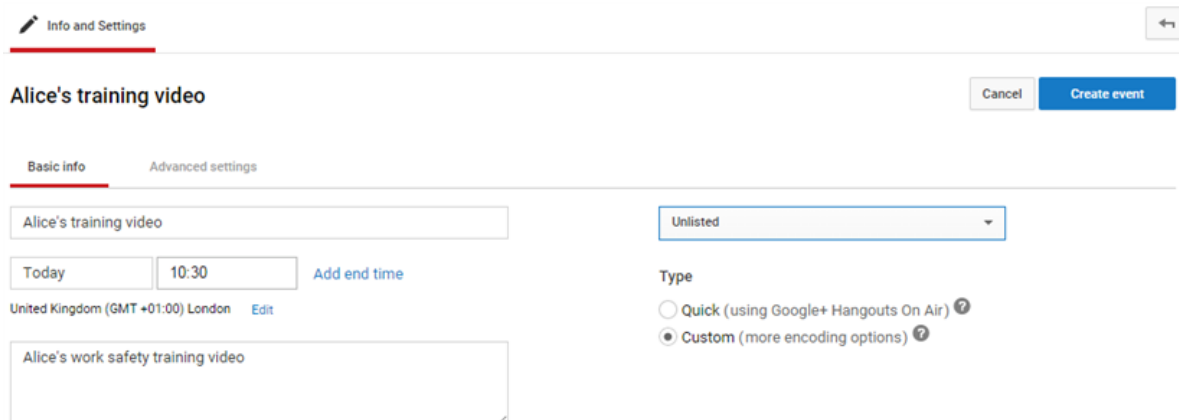 Info and Settings
Alice's training video
Cancel
Create event
Basic info
Advanced settings
Alice's training video
Unlisted
Today
10:30
Add end time
Type
United Kingdom (GMT +01:00) London
Edit
Quick (using Google+ Hangouts On Air) ?
Custom (more encoding options) ?
Alice's work safety training video